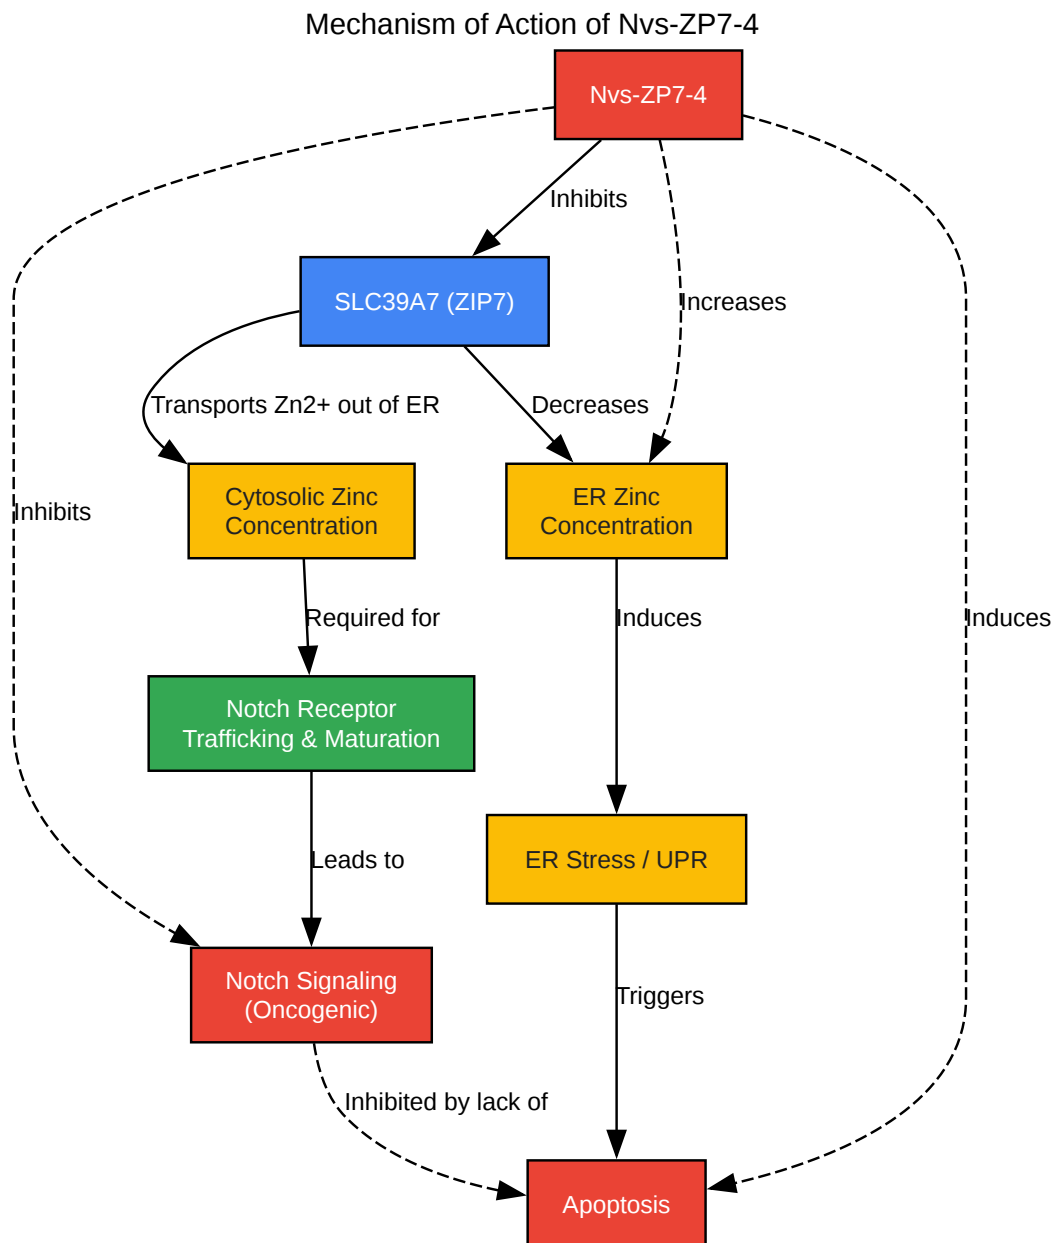 Mechanism of Action of Nvs-ZP7-4
Nvs-ZP7-4
Inhibits
SLC39A7 (ZIP7)
Increases
Transports Zn2+ out of ER
Decreases
Cytosolic Zinc
Concentration
ER Zinc
Concentration
Inhibits
Required for
Induces
Induces
Notch Receptor
Trafficking & Maturation
Leads to
ER Stress / UPR
Notch Signaling
(Oncogenic)
Triggers
Inhibited by lack of
Apoptosis